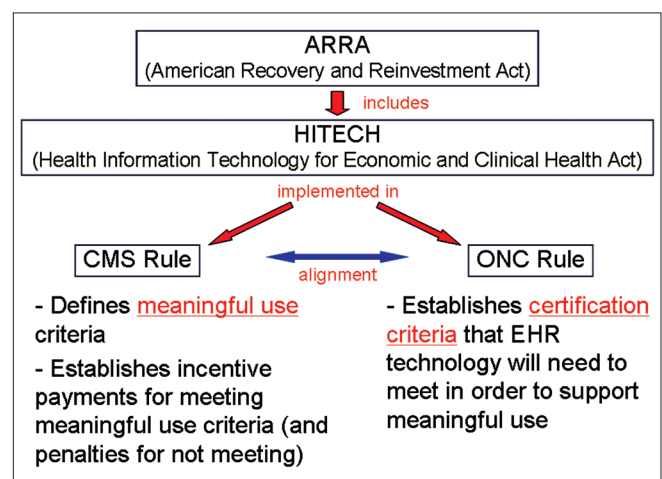 ARRA
(American Recovery and Reinvestment Act)
includes
HITECH
(Health Information Technology for Economic and Clinical Health Act)
implemented in
CMS Rule
alignment
ONC Rule
- Defines meaningful use
criteria
- Establishes incentive
payments for meeting
meaningful use criteria (and
penalties for not meeting)
- Establishes certification
criteria that EHR
technology will need to
meet in order to support
meaningful use